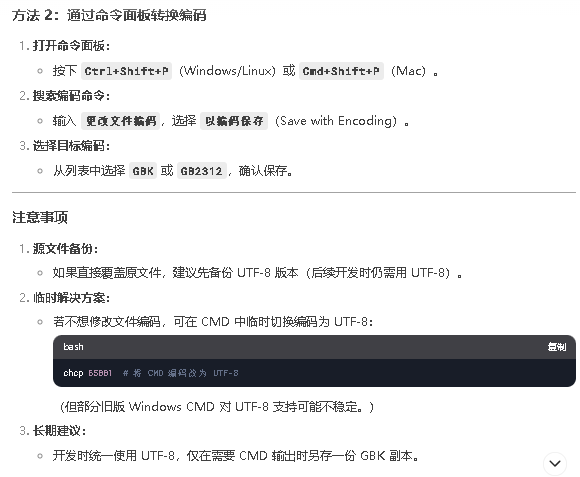 方法 2：通过命令面板转换编码
1. 打开命令面板：
按下 Ctrl+Shift+P（Windows/Linux）或 Cmd+Shift+P（Mac）。
2. 搜索编码命令：
输入 更改文件编码，选择 以编码保存（Save with Encoding）。
3. 选择目标编码：
从列表中选择 GBK 或 GB2312，确认保存。
注意事项
1. 源文件备份：
如果直接覆盖原文件，建议先备份 UTF-8 版本（后续开发时仍需用 UTF-8）。
2. 临时解决方案：
若不想修改文件编码，可在 CMD 中临时切换编码为 UTF-8：
bash 复制
chcp 65001 # 将 CMD 编码改为 UTF-8
（但部分旧版 Windows CMD 对 UTF-8 支持可能不稳定。）
3. 长期建议：
开发时统一使用 UTF-8，仅在需要 CMD 输出时另存一份 GBK 副本。